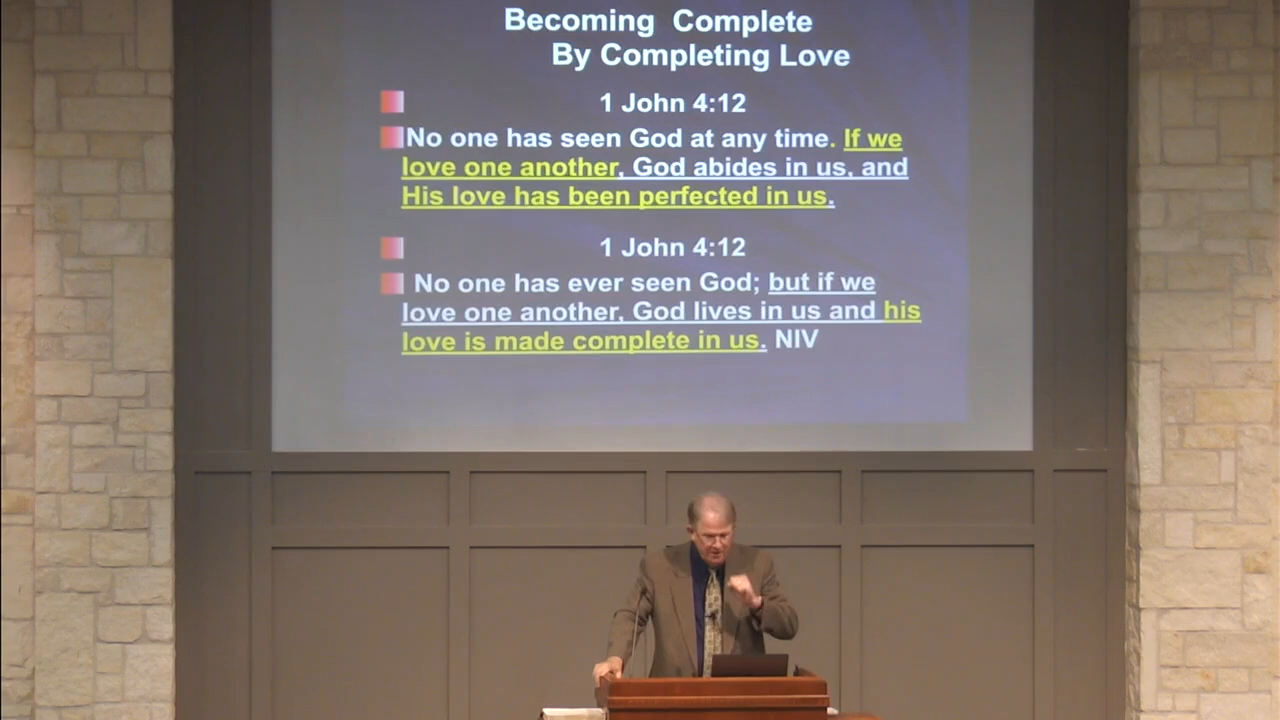 Becoming Complete
By Completing Love
1 John 4:12
No one has seen God at any time. If we
love one another, God abides in us, and
His love has been perfected in us.
1 John 4:12
No one has ever seen God; but if we
love one another, God lives in us and his
love is made complete in us. NIV